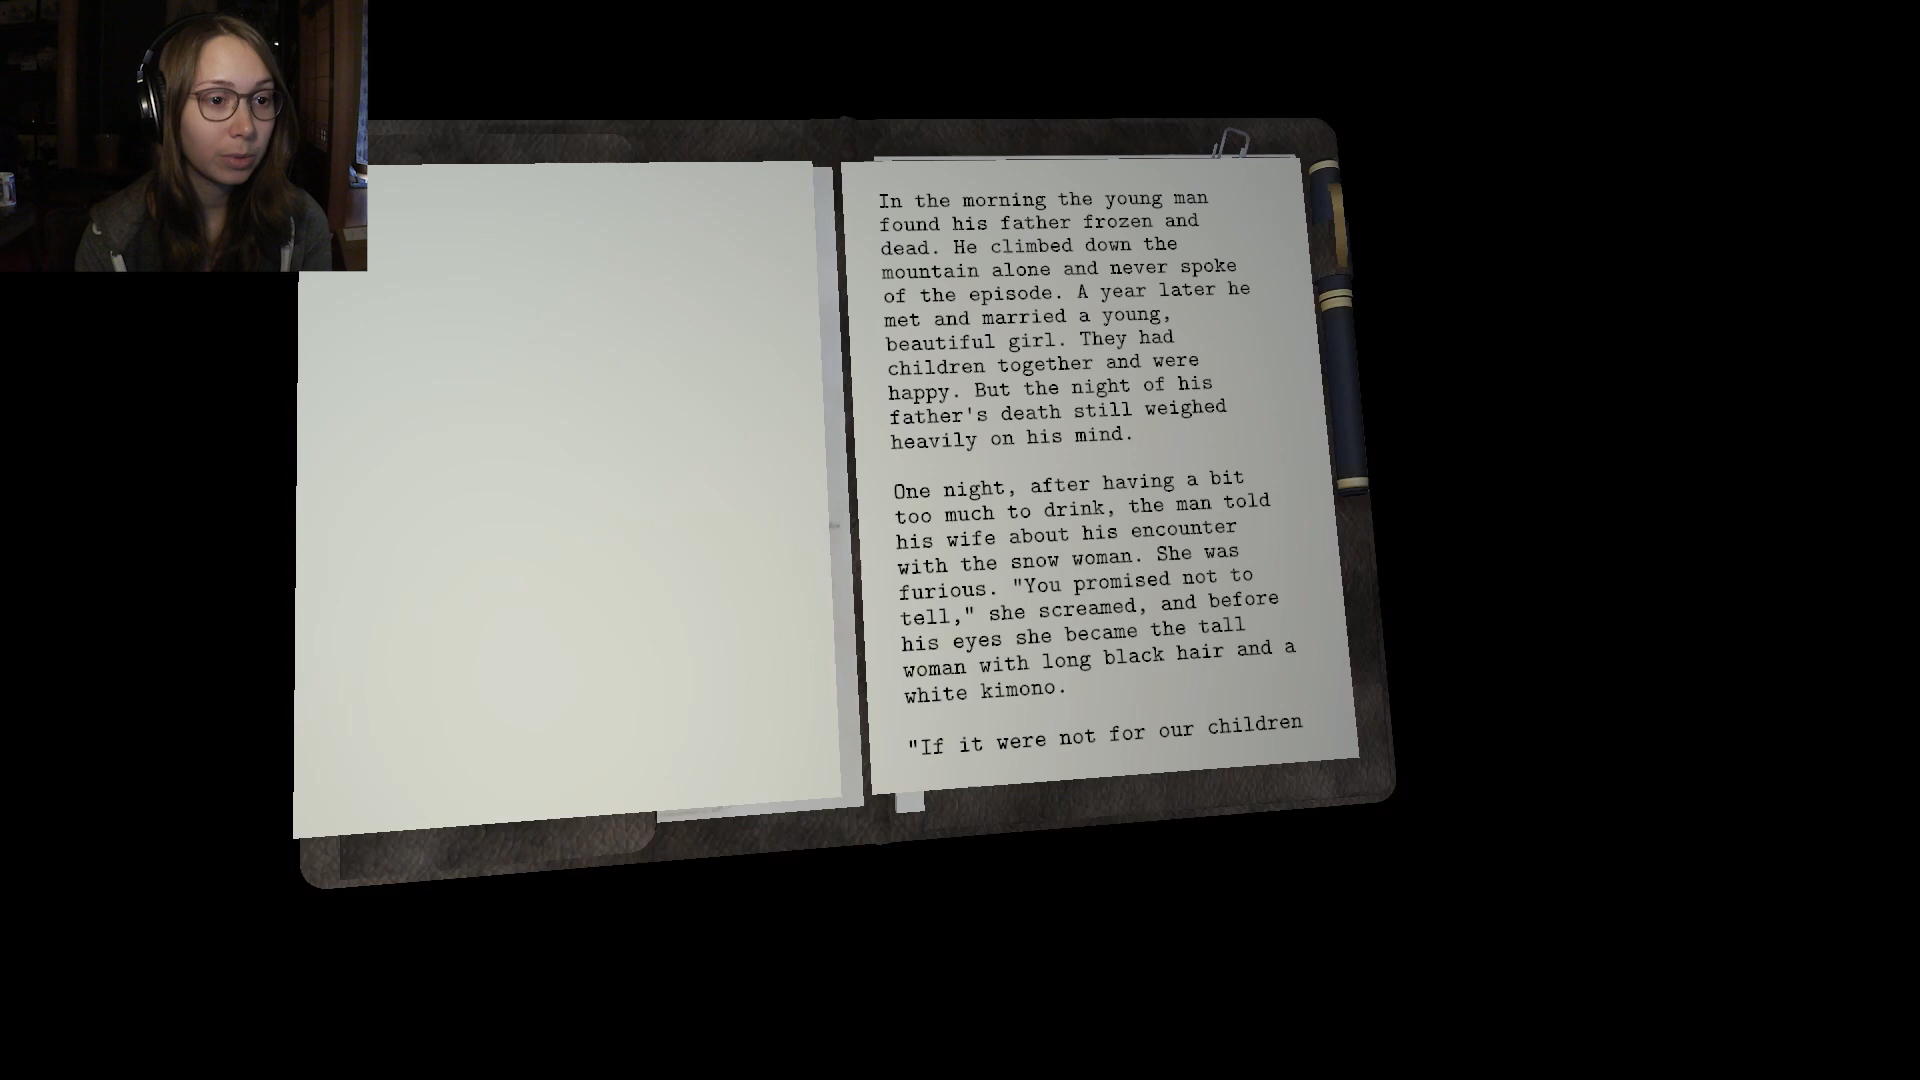 In the morning the young man
found his father frozen and
dead. He climbed down the
mountain alone and never spoke
of the episode. A year later he
met and married a young,
beautiful girl. They had
children together and were
happy. But the night of his
father's death still weighed
heavily on his mind.
One night, after having a bit
too much to drink, the man told
his wife about his encounter
with the snow woman. She was
furious. "You promised not to
tell," she screamed, and before
his eyes she became the tall
woman with long black hair and a
white kimono.
"If it were not for our children